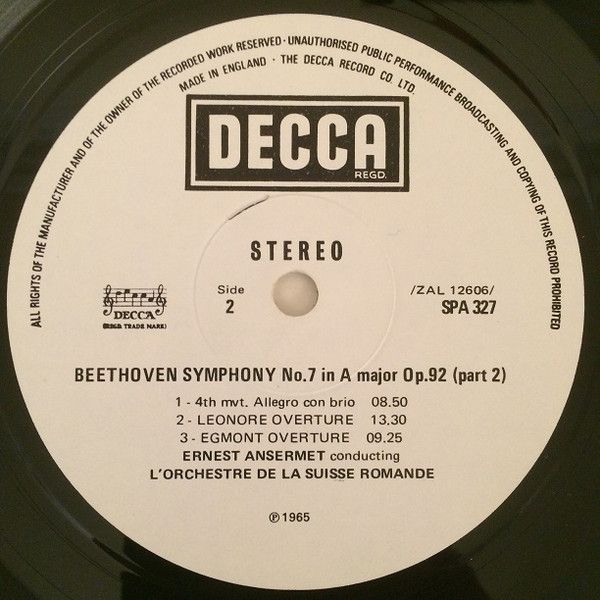 ALL RIGHTS OF THE MANUFACTURER AND OF THE OWNER OF THE RECORDED WORK RESERVED · UNAUTHORISED PUBLIC PERFORMANCE BROADCASTING AND COPYING OF THIS RECORD PROHIBITED
MADE IN ENGLAND · THE DECCA RECORD CO LTD.
DECCA
REGD.
STEREO
Side
2
/ZAL 12606/
SPA 327
DECCA
(REGD. TRADE MARK)
BEETHOVEN SYMPHONY No.7 in A major Op.92 (part 2)
1 - 4th mvt. Allegro con brio 08.50
2 - LEONORE OVERTURE 13.30
3 - EGMONT OVERTURE 09.25
ERNEST ANSERMET conducting
L'ORCHESTRE DE LA SUISSE ROMANDE
℗ 1965